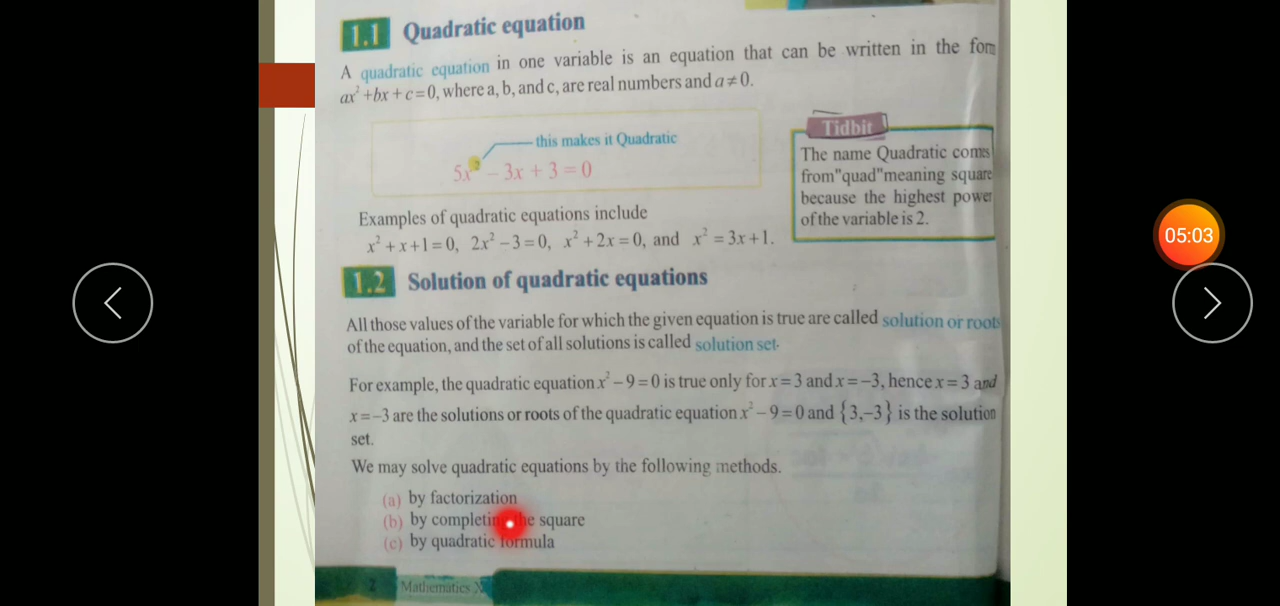 1.1 Quadratic equation
A quadratic equation in one variable is an equation that can be written in the form
ax² + bx + c = 0, where a, b, and c, are real numbers and a ≠ 0.
this makes it Quadratic
5x² – 3x + 3 = 0
Tidbit
The name Quadratic comes
from "quad" meaning square
because the highest power
of the variable is 2.
Examples of quadratic equations include
x² + x + 1 = 0, 2x² – 3 = 0, x² + 2x = 0, and x² = 3x + 1.
1.2 Solution of quadratic equations
All those values of the variable for which the given equation is true are called solution or roots
of the equation, and the set of all solutions is called solution set.
For example, the quadratic equation x² – 9 = 0 is true only for x = 3 and x = –3, hence x = 3 and
x = –3 are the solutions or roots of the quadratic equation x² – 9 = 0 and {3,–3} is the solution
set.
We may solve quadratic equations by the following methods.
(a) by factorization
(b) by completing the square
(c) by quadratic formula
2 Mathematics X
05:03